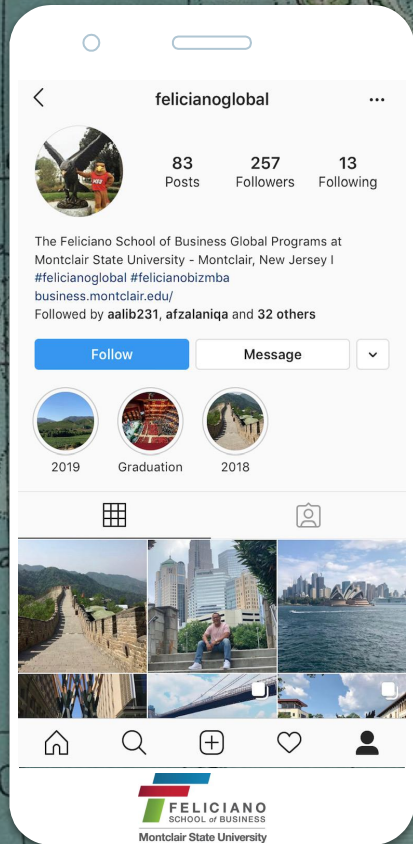 felicianoglobal
83 257 13
Posts Followers Following
The Feliciano School of Business Global Programs at
Montclair State University - Montclair, New Jersey I
#felicianoglobal #felicianobizmba
business.montclair.edu/
Followed by aalib231, afzalaniqa and 32 others
Follow Message
2019 Graduation 2018
FELICIANO
SCHOOL of BUSINESS
Montclair State University